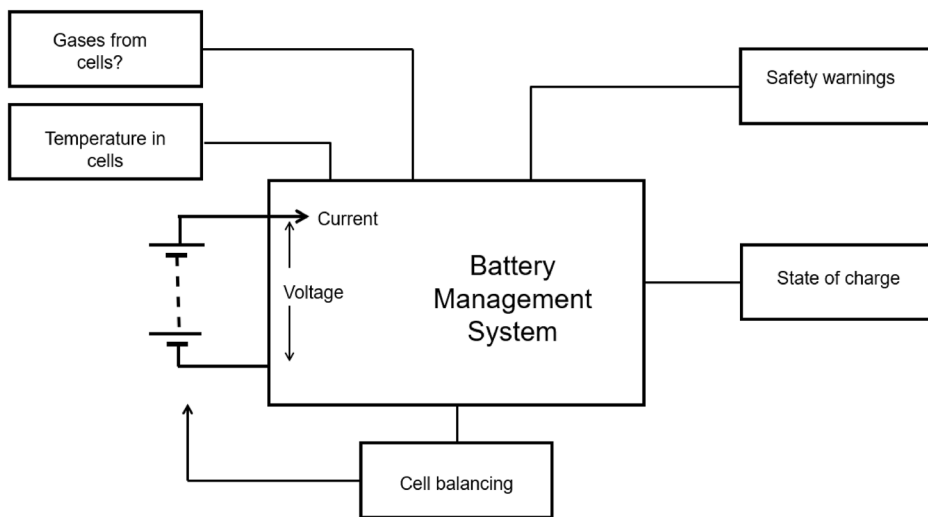 Gases from
cells?
Safety warnings
Temperature in
cells
Current
Voltage
Battery
Management
System
State of charge
Cell balancing